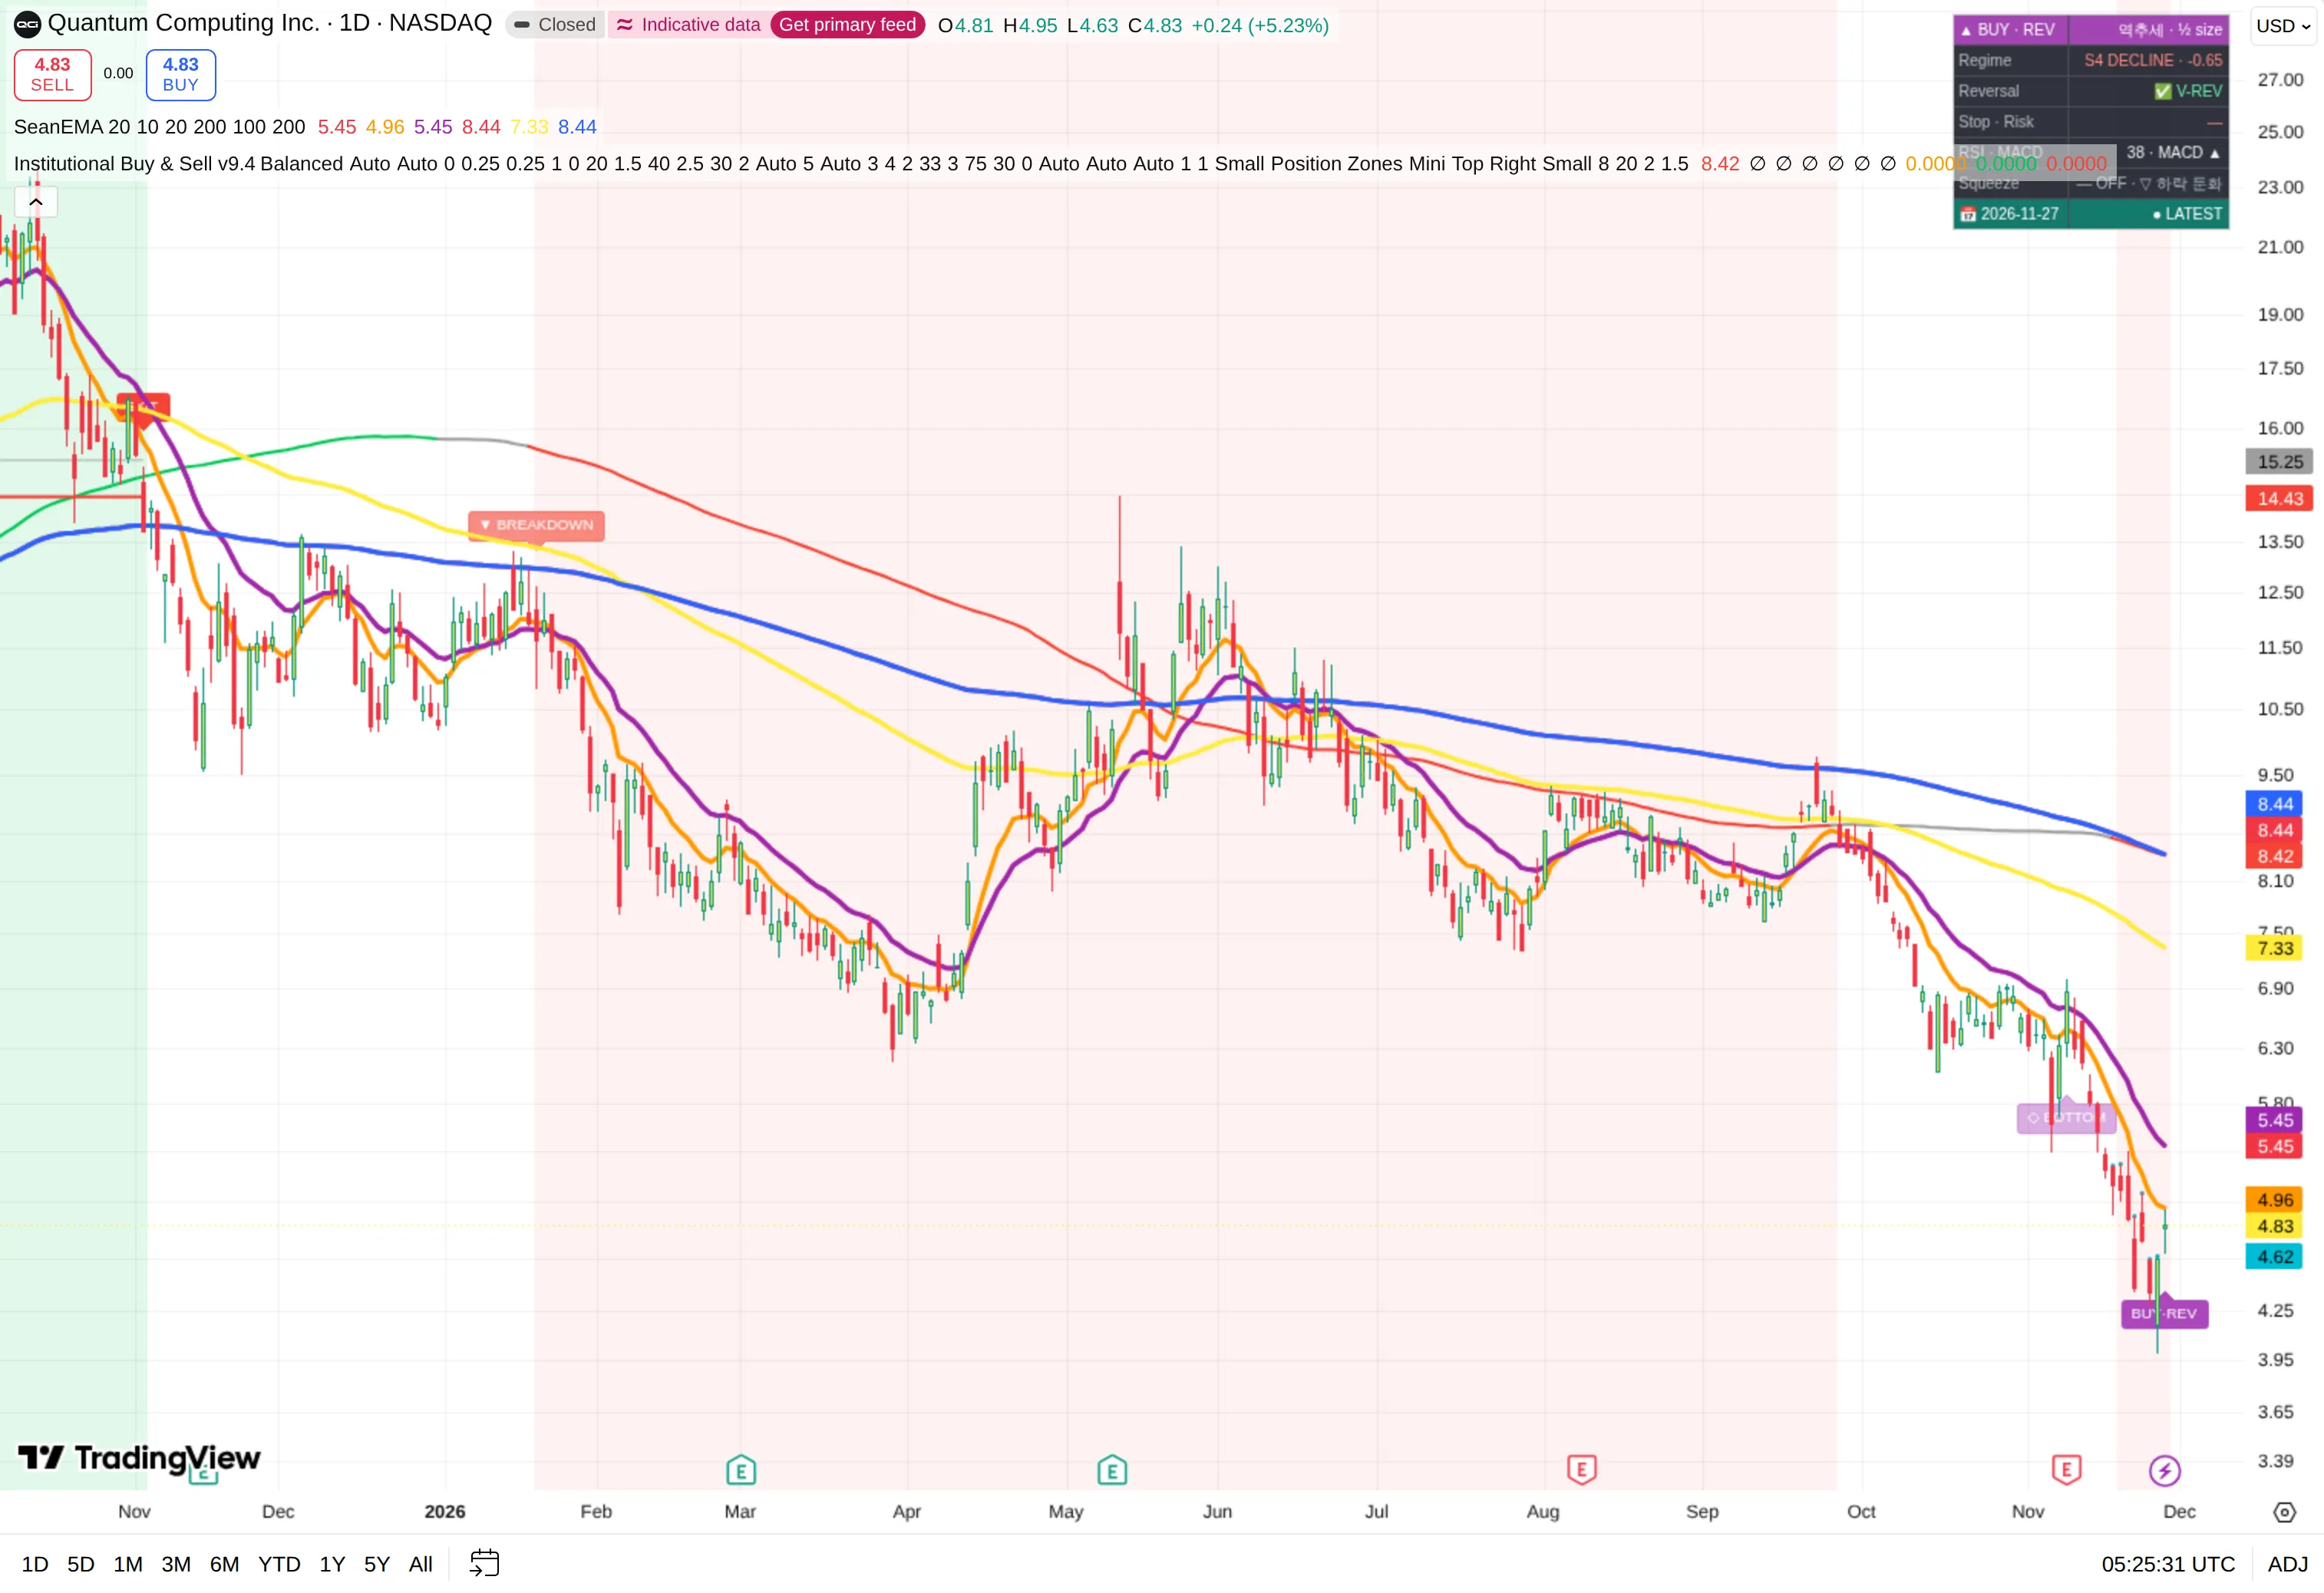 Quantum Computing Inc. · 1D · NASDAQ Closed Indicative data Get primary feed O4.81 H4.95 L4.63 C4.83 +0.24 (+5.23%)
4.83 SELL 0.00 4.83 BUY
SeanEMA 20 10 20 200 100 200 5.45 4.96 5.45 8.44 7.33 8.44
Institutional Buy & Sell v9.4 Balanced Auto Auto 0 0.25 0.25 1 0 20 1.5 40 2.5 30 2 Auto 5 Auto 3 4 2 33 3 75 30 0 Auto Auto Auto 1 1 Small Position Zones Mini Top Right Small 8 20 2 1.5 8.42 ∅ ∅ ∅ ∅ ∅ ∅ 0.0000 0.0000 0.0000
▲ BUY · REV 역추세 · ½ size
Regime S4 DECLINE · -0.65
Reversal ✅ V-REV
Stop · Risk —
RSI · MACD 38 · MACD ▲
Squeeze — OFF · ▽ 하락 둔화
📅 2026-11-27 ● LATEST
USD
27.00
25.00
23.00
21.00
19.00
17.50
16.00
15.25
14.43
13.50
12.50
11.50
10.50
9.50
8.44
8.44
8.42
8.10
7.50
7.33
6.90
6.30
5.80
5.45
5.45
4.96
4.83
4.62
4.25
3.95
3.65
3.39
▼ BREAKDOWN
◇ BOTTOM
BUY·REV
TradingView
E E E E E
Nov Dec 2026 Feb Mar Apr May Jun Jul Aug Sep Oct Nov Dec
1D 5D 1M 3M 6M YTD 1Y 5Y All 05:25:31 UTC ADJ